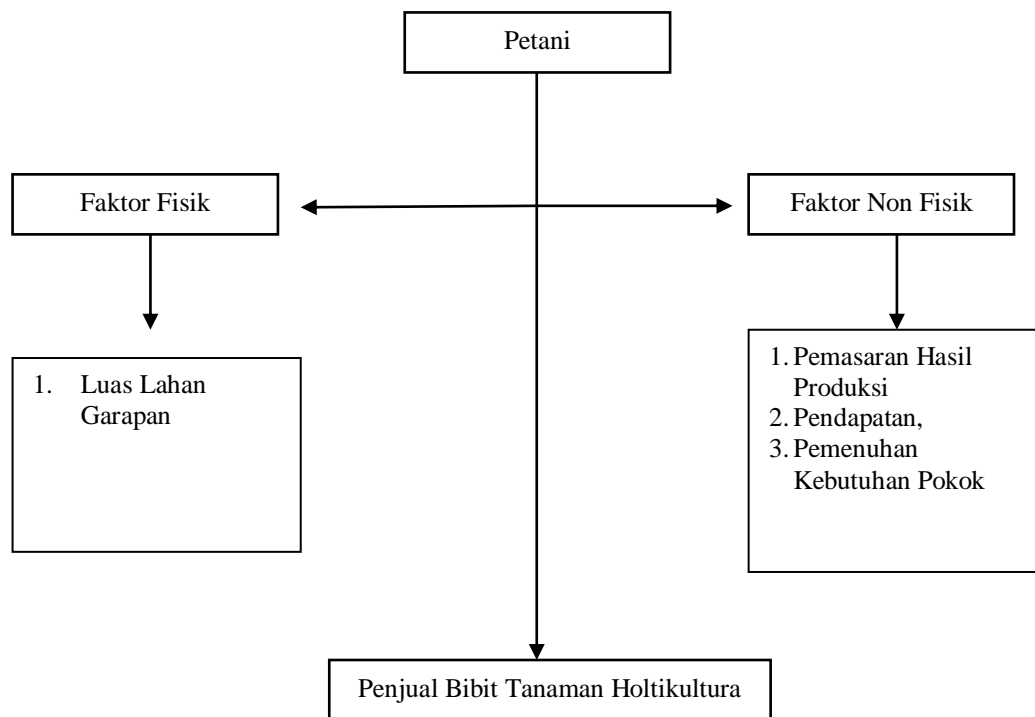 Petani
Faktor Fisik
Faktor Non Fisik
1. Luas Lahan
Garapan
1. Pemasaran Hasil
Produksi
2. Pendapatan,
3. Pemenuhan
Kebutuhan Pokok
Penjual Bibit Tanaman Holtikultura